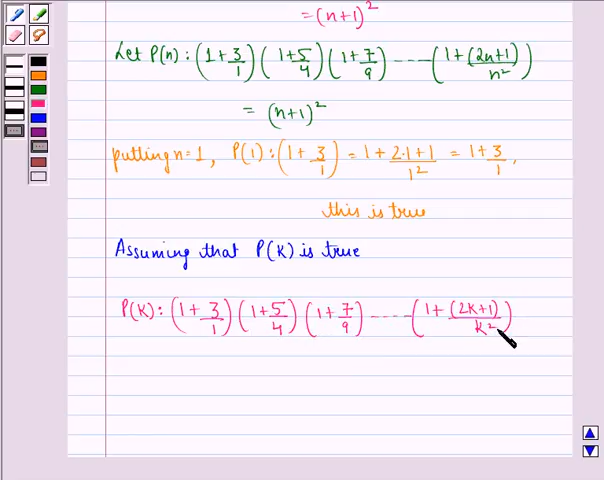 = (n+1)²
Let P(n): (1+3/1) (1+5/4) (1+7/9) ---- (1+(2n+1)/n²)
= (n+1)²
putting n=1, P(1): (1+3/1) = 1+2·1+1/1² = 1+3/1,
this is true
Assuming that P(K) is true
P(K): (1+3/1) (1+5/4) (1+7/9) ---- (1+(2K+1)/K²)